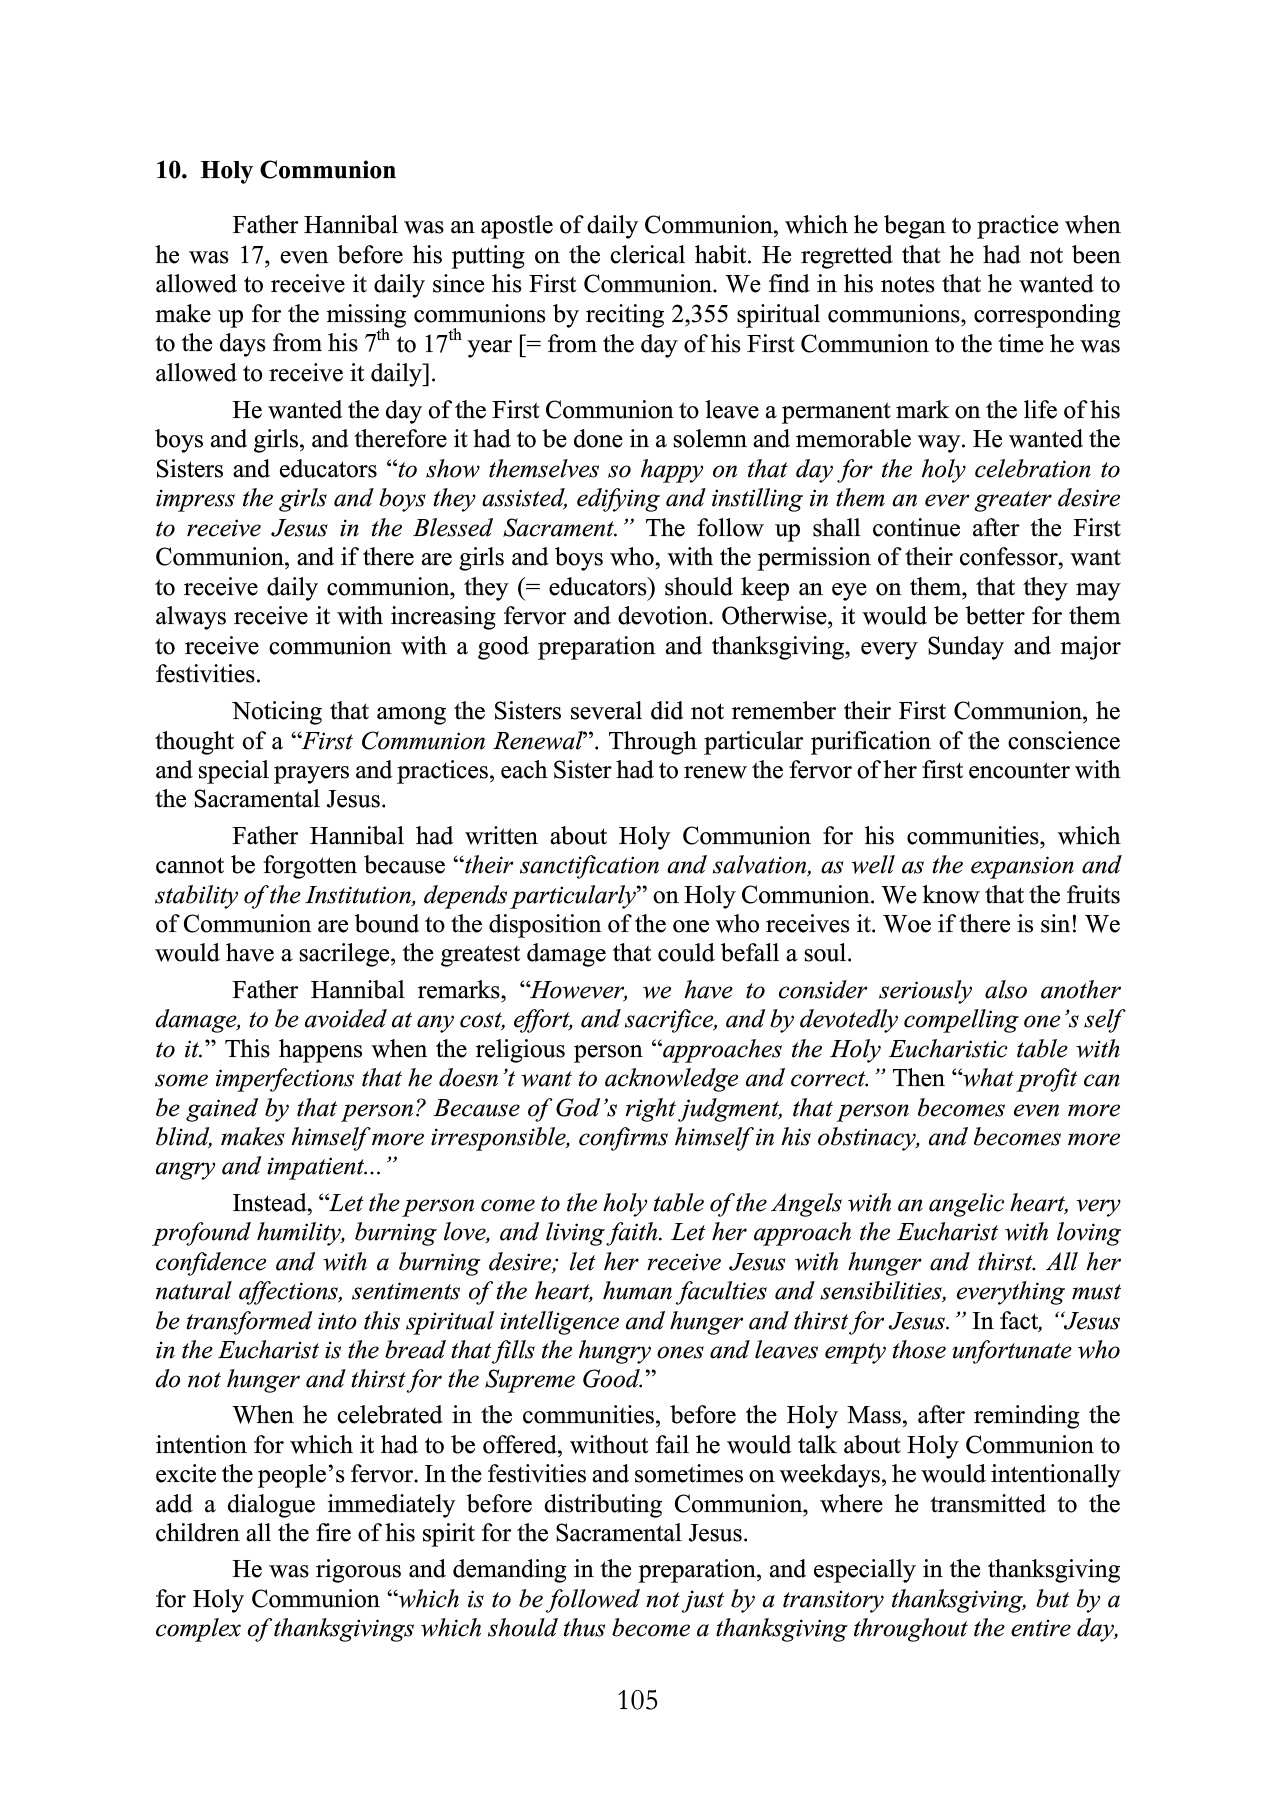 10. Holy Communion
Father Hannibal was an apostle of daily Communion, which he began to practice when
he was 17, even before his putting on the clerical habit. He regretted that he had not been
allowed to receive it daily since his First Communion. We find in his notes that he wanted to
make up for the missing communions by reciting 2,355 spiritual communions, corresponding
to the days from his 7th to 17th year [= from the day of his First Communion to the time he was
allowed to receive it daily].
He wanted the day of the First Communion to leave a permanent mark on the life of his
boys and girls, and therefore it had to be done in a solemn and memorable way. He wanted the
Sisters and educators “to show themselves so happy on that day for the holy celebration to
impress the girls and boys they assisted, edifying and instilling in them an ever greater desire
to receive Jesus in the Blessed Sacrament.” The follow up shall continue after the First
Communion, and if there are girls and boys who, with the permission of their confessor, want
to receive daily communion, they (= educators) should keep an eye on them, that they may
always receive it with increasing fervor and devotion. Otherwise, it would be better for them
to receive communion with a good preparation and thanksgiving, every Sunday and major
festivities.
Noticing that among the Sisters several did not remember their First Communion, he
thought of a “First Communion Renewal”. Through particular purification of the conscience
and special prayers and practices, each Sister had to renew the fervor of her first encounter with
the Sacramental Jesus.
Father Hannibal had written about Holy Communion for his communities, which
cannot be forgotten because “their sanctification and salvation, as well as the expansion and
stability of the Institution, depends particularly” on Holy Communion. We know that the fruits
of Communion are bound to the disposition of the one who receives it. Woe if there is sin! We
would have a sacrilege, the greatest damage that could befall a soul.
Father Hannibal remarks, “However, we have to consider seriously also another
damage, to be avoided at any cost, effort, and sacrifice, and by devotedly compelling one’s self
to it.” This happens when the religious person “approaches the Holy Eucharistic table with
some imperfections that he doesn’t want to acknowledge and correct.” Then “what profit can
be gained by that person? Because of God’s right judgment, that person becomes even more
blind, makes himself more irresponsible, confirms himself in his obstinacy, and becomes more
angry and impatient...”
Instead, “Let the person come to the holy table of the Angels with an angelic heart, very
profound humility, burning love, and living faith. Let her approach the Eucharist with loving
confidence and with a burning desire; let her receive Jesus with hunger and thirst. All her
natural affections, sentiments of the heart, human faculties and sensibilities, everything must
be transformed into this spiritual intelligence and hunger and thirst for Jesus.” In fact, “Jesus
in the Eucharist is the bread that fills the hungry ones and leaves empty those unfortunate who
do not hunger and thirst for the Supreme Good.”
When he celebrated in the communities, before the Holy Mass, after reminding the
intention for which it had to be offered, without fail he would talk about Holy Communion to
excite the people’s fervor. In the festivities and sometimes on weekdays, he would intentionally
add a dialogue immediately before distributing Communion, where he transmitted to the
children all the fire of his spirit for the Sacramental Jesus.
He was rigorous and demanding in the preparation, and especially in the thanksgiving
for Holy Communion “which is to be followed not just by a transitory thanksgiving, but by a
complex of thanksgivings which should thus become a thanksgiving throughout the entire day,
105